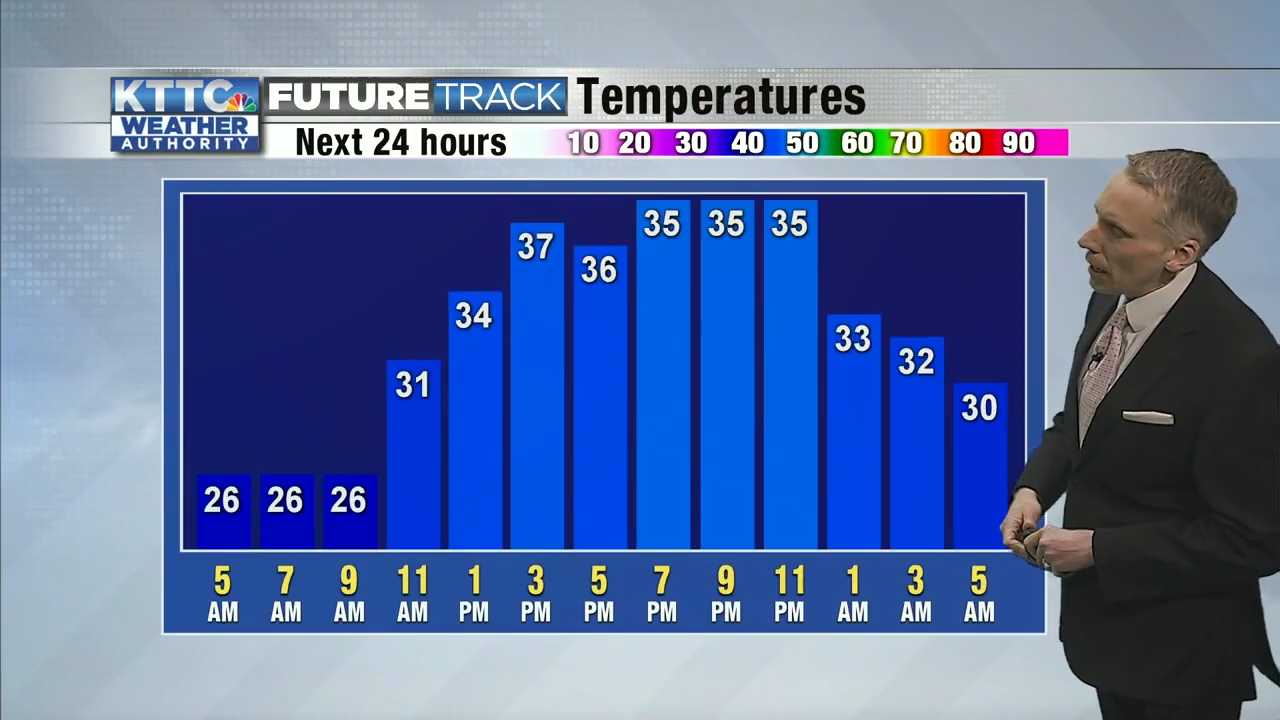 KTTC
WEATHER
AUTHORITY
FUTURE TRACK Temperatures
Next 24 hours
10 20 30 40 50 60 70 80 90
26 26 26 31 34 37 36 35 35 35 33 32 30
5 7 9 11 1 3 5 7 9 11 1 3 5
AM AM AM AM PM PM PM PM PM PM AM AM AM